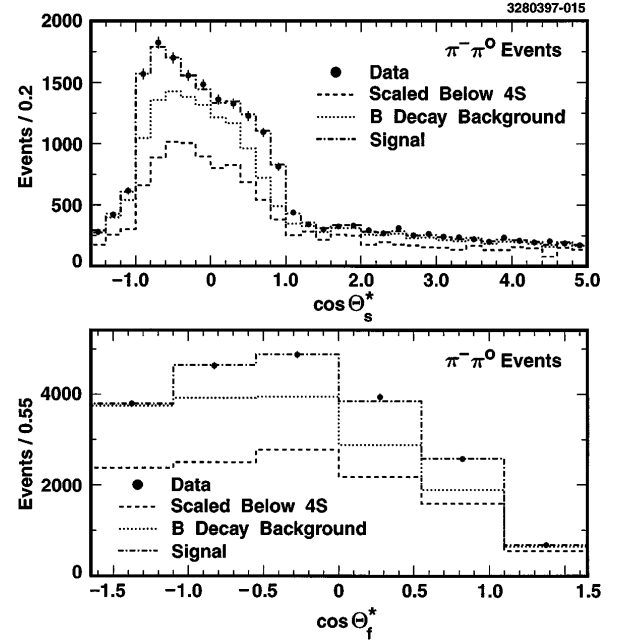 3280397-015
π⁻π⁰ Events
Data
Scaled Below 4S
B Decay Background
Signal
Events / 0.2
2000
1500
1000
500
0
−1.0 0 1.0 2.0 3.0 4.0 5.0
cos Θ*s
π⁻π⁰ Events
Data
Scaled Below 4S
B Decay Background
Signal
Events / 0.55
4000
2000
0
−1.5 −1.0 −0.5 0 0.5 1.0 1.5
cos Θ*f